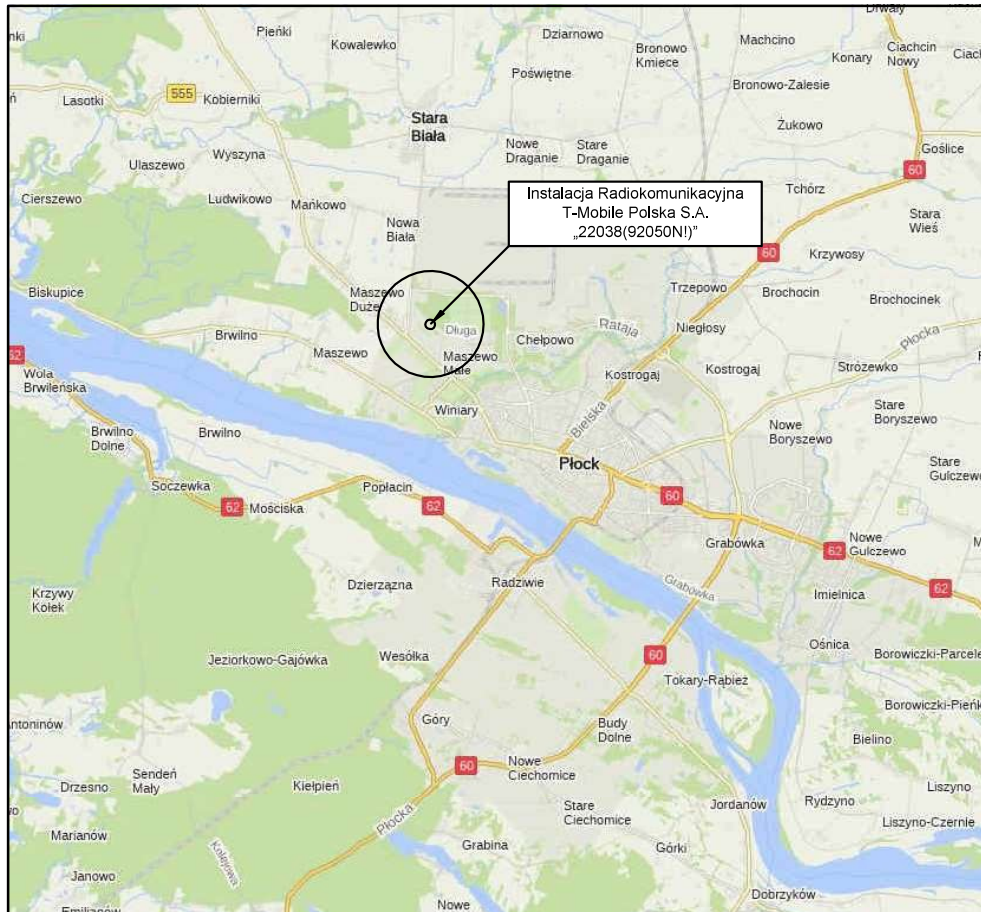 Drwały
Pieńki
Dziarnowo
Kowalewko
Bronowo
Kmiece
Machcino
Ciachcin
Nowy
Konary
Poświętne
Bronowo-Zalesie
555
Lasotki
Kobierniki
Stara
Biała
Żukowo
Goślice
Nowe
Draganie
Stare
Draganie
Wyszyna
Ulaszewo
60
Cierszewo
Ludwikowo
Mańkowo
Instalacja Radiokomunikacyjna
T-Mobile Polska S.A.
„22038(92050N!)”
Tchórz
Nowa
Biała
Stara
Wieś
60
Krzywosy
Biskupice
Maszewo
Duże
Trzepowo
Brochocin
Brochocinek
Brwilno
Długa
Rataja
Niegłosy
Płocka
Chełpowo
Maszewo
Maszewo
Małe
62
Wola
Brwileńska
Kostrogaj
Kostrogaj
Stróżewko
Winiary
Bielska
Stare
Boryszewo
Brwilno
Dolne
Brwilno
Nowe
Boryszewo
Płock
Stare
Gulczewo
Soczewka
Popłacin
60
62
Mościska
62
Grabówka
62
Nowe
Gulczewo
Dzierzązna
Radziwie
Grabówka
Imielnica
62
Krzywy
Kołek
Ośnica
Jeziorkowo-Gajówka
Wesółka
60
Borowiczki-Parcele
Tokary-Rąbież
Borowiczki-Pieńk
Antoninów
Góry
Budy
Dolne
Bielino
Sendeń
Mały
60
Nowe
Ciechomice
Drzesno
Kiełpień
Liszyno
Stare
Ciechomice
Jordanów
Rydzyno
Płocka
Liszyno-Czernie
Marianów
Kolejowa
Grabina
Górki
Janowo
Dobrzyków
Emilianów
Nowe